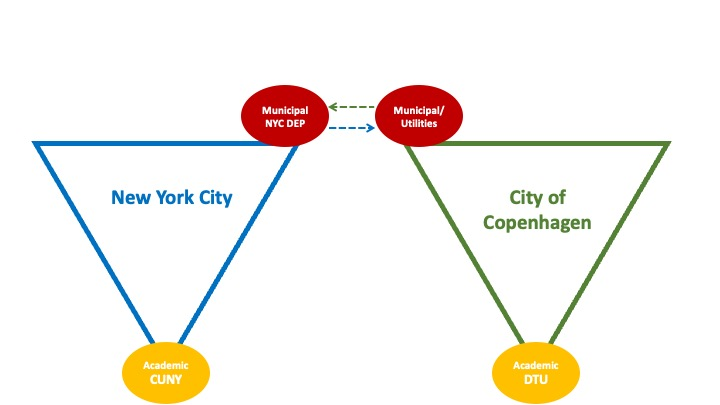 Municipal
NYC DEP
Municipal/
Utilities
New York City
City of
Copenhagen
Academic
CUNY
Academic
DTU